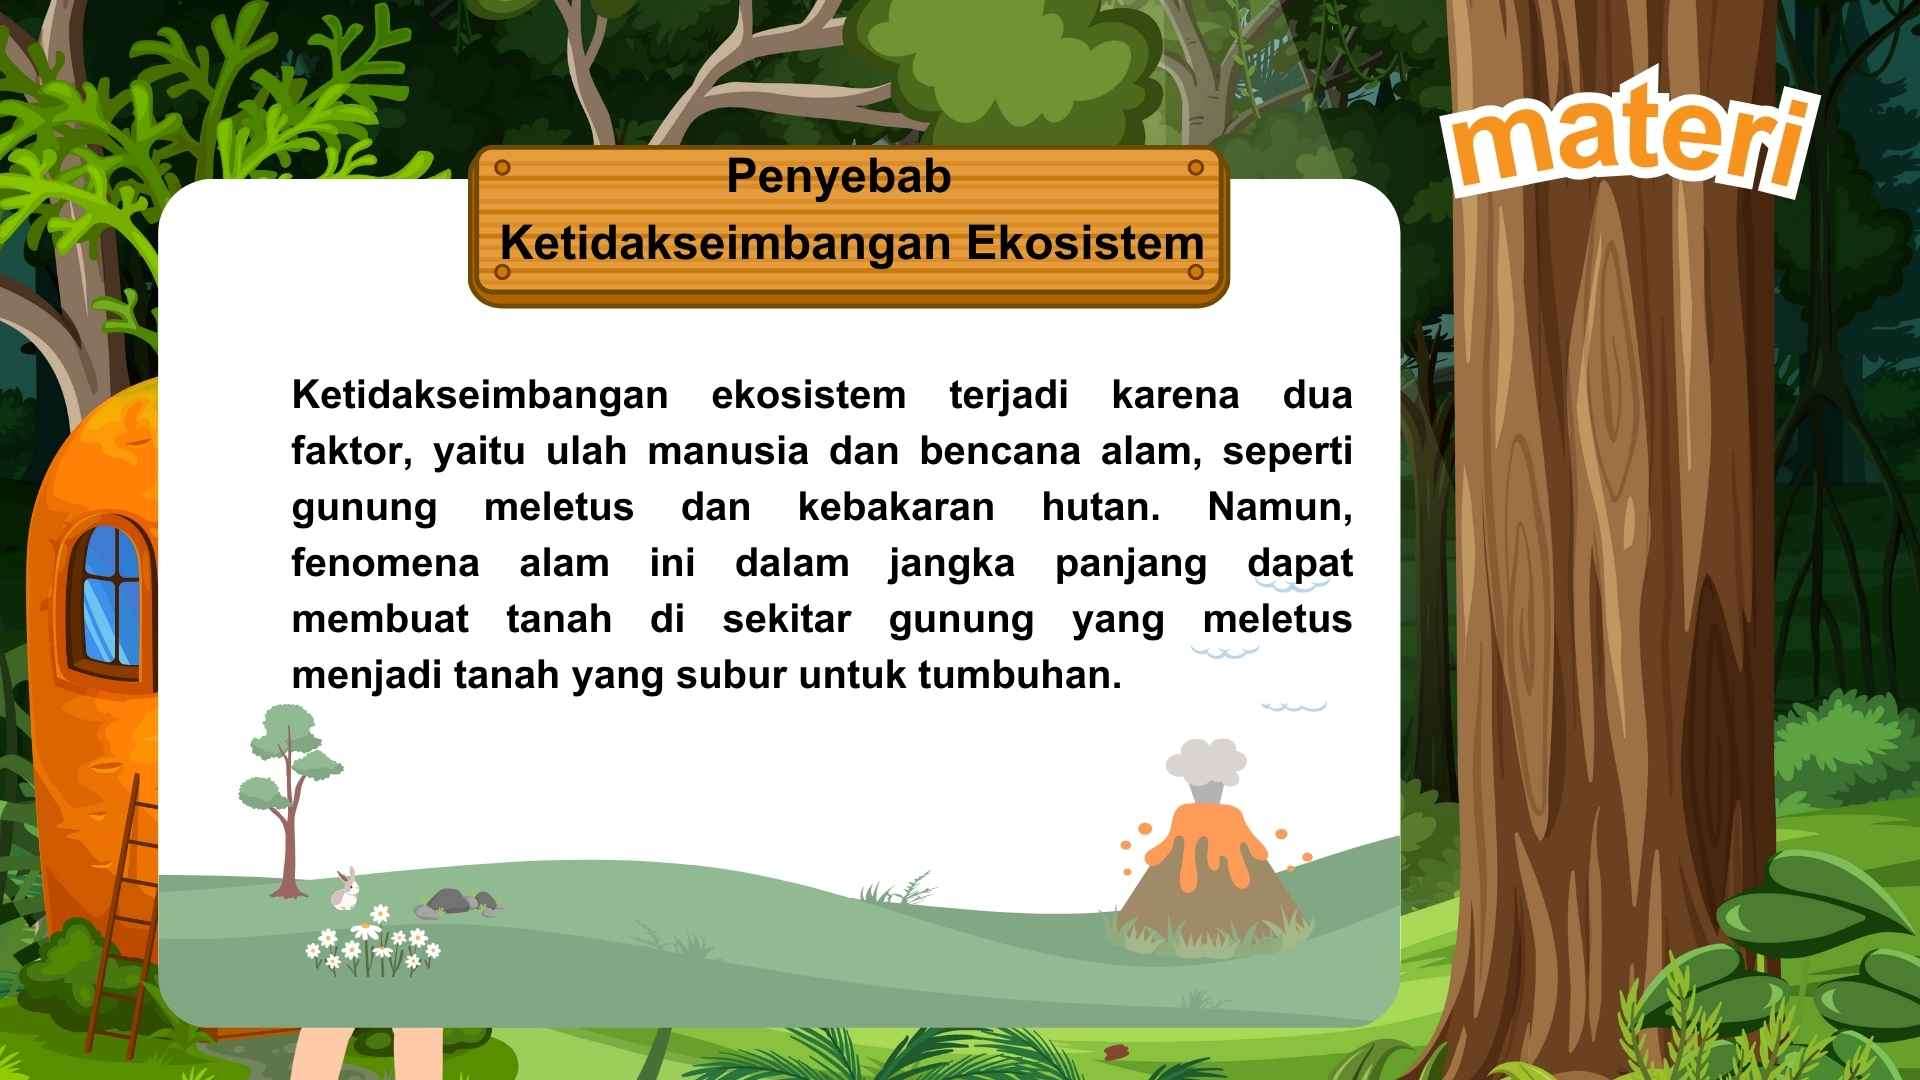 materi
Penyebab
Ketidakseimbangan Ekosistem
Ketidakseimbangan ekosistem terjadi karena dua
faktor, yaitu ulah manusia dan bencana alam, seperti
gunung meletus dan kebakaran hutan. Namun,
fenomena alam ini dalam jangka panjang dapat
membuat tanah di sekitar gunung yang meletus
menjadi tanah yang subur untuk tumbuhan.